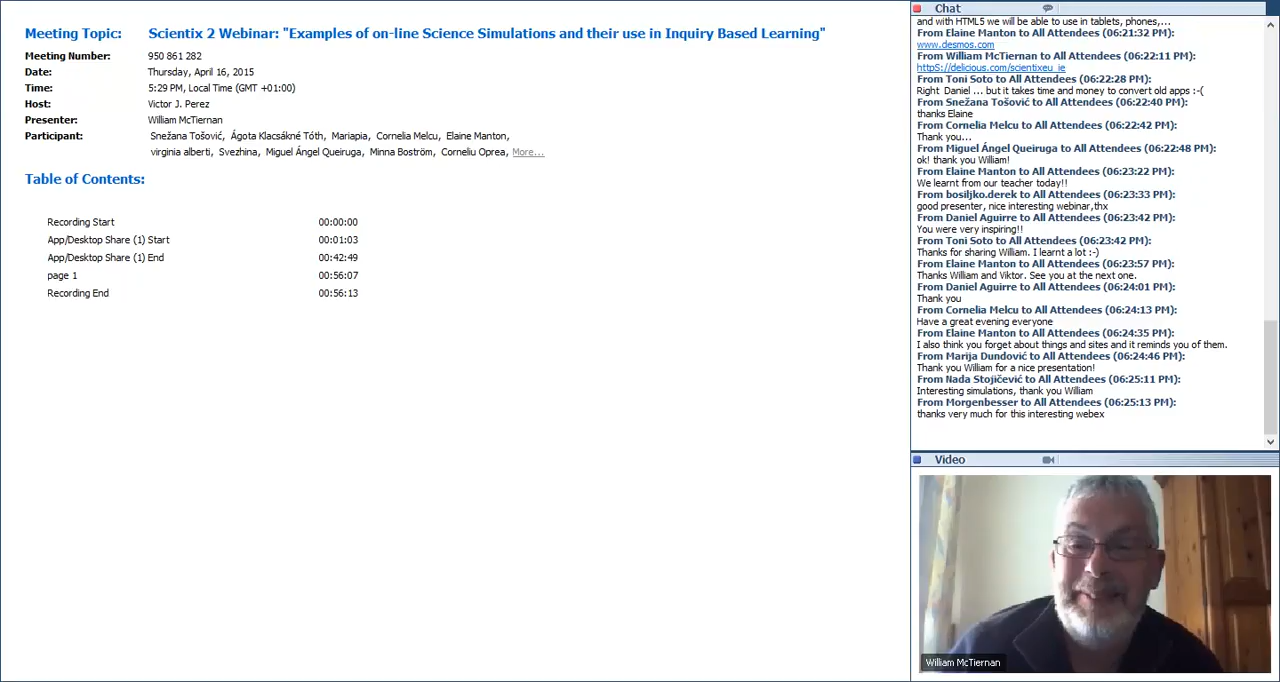 Meeting Topic: Scientix 2 Webinar: "Examples of on-line Science Simulations and their use in Inquiry Based Learning"
Meeting Number: 950 861 282
Date: Thursday, April 16, 2015
Time: 5:29 PM, Local Time (GMT +01:00)
Host: Victor J. Perez
Presenter: William McTiernan
Participant: Snežana Tošović, Ágota Klacsákné Tóth, Mariapia, Cornelia Melcu, Elaine Manton,
virginia alberti, Svezhina, Miguel Ángel Queiruga, Minna Boström, Corneliu Oprea, More...
Table of Contents:
Recording Start 00:00:00
App/Desktop Share (1) Start 00:01:03
App/Desktop Share (1) End 00:42:49
page 1 00:56:07
Recording End 00:56:13
Chat
and with HTML5 we will be able to use in tablets, phones,...
From Elaine Manton to All Attendees (06:21:32 PM):
www.desmos.com
From William McTiernan to All Attendees (06:22:11 PM):
httpS://delicious.com/scientixeu_ie
From Toni Soto to All Attendees (06:22:28 PM):
Right Daniel ... but it takes time and money to convert old apps :-(
From Snežana Tošović to All Attendees (06:22:40 PM):
thanks Elaine
From Cornelia Melcu to All Attendees (06:22:42 PM):
Thank you...
From Miguel Ángel Queiruga to All Attendees (06:22:48 PM):
ok! thank you William!
From Elaine Manton to All Attendees (06:23:22 PM):
We learnt from our teacher today!!
From bosiljko.derek to All Attendees (06:23:33 PM):
good presenter, nice interesting webinar,thx
From Daniel Aguirre to All Attendees (06:23:42 PM):
You were very inspiring!!
From Toni Soto to All Attendees (06:23:42 PM):
Thanks for sharing William. I learnt a lot :-)
From Elaine Manton to All Attendees (06:23:57 PM):
Thanks William and Viktor. See you at the next one.
From Daniel Aguirre to All Attendees (06:24:01 PM):
Thank you
From Cornelia Melcu to All Attendees (06:24:13 PM):
Have a great evening everyone
From Elaine Manton to All Attendees (06:24:35 PM):
I also think you forget about things and sites and it reminds you of them.
From Marija Dundović to All Attendees (06:24:46 PM):
Thank you William for a nice presentation!
From Nada Stojičević to All Attendees (06:25:11 PM):
Interesting simulations, thank you William
From Morgenbesser to All Attendees (06:25:13 PM):
thanks very much for this interesting webex
Video
William McTiernan